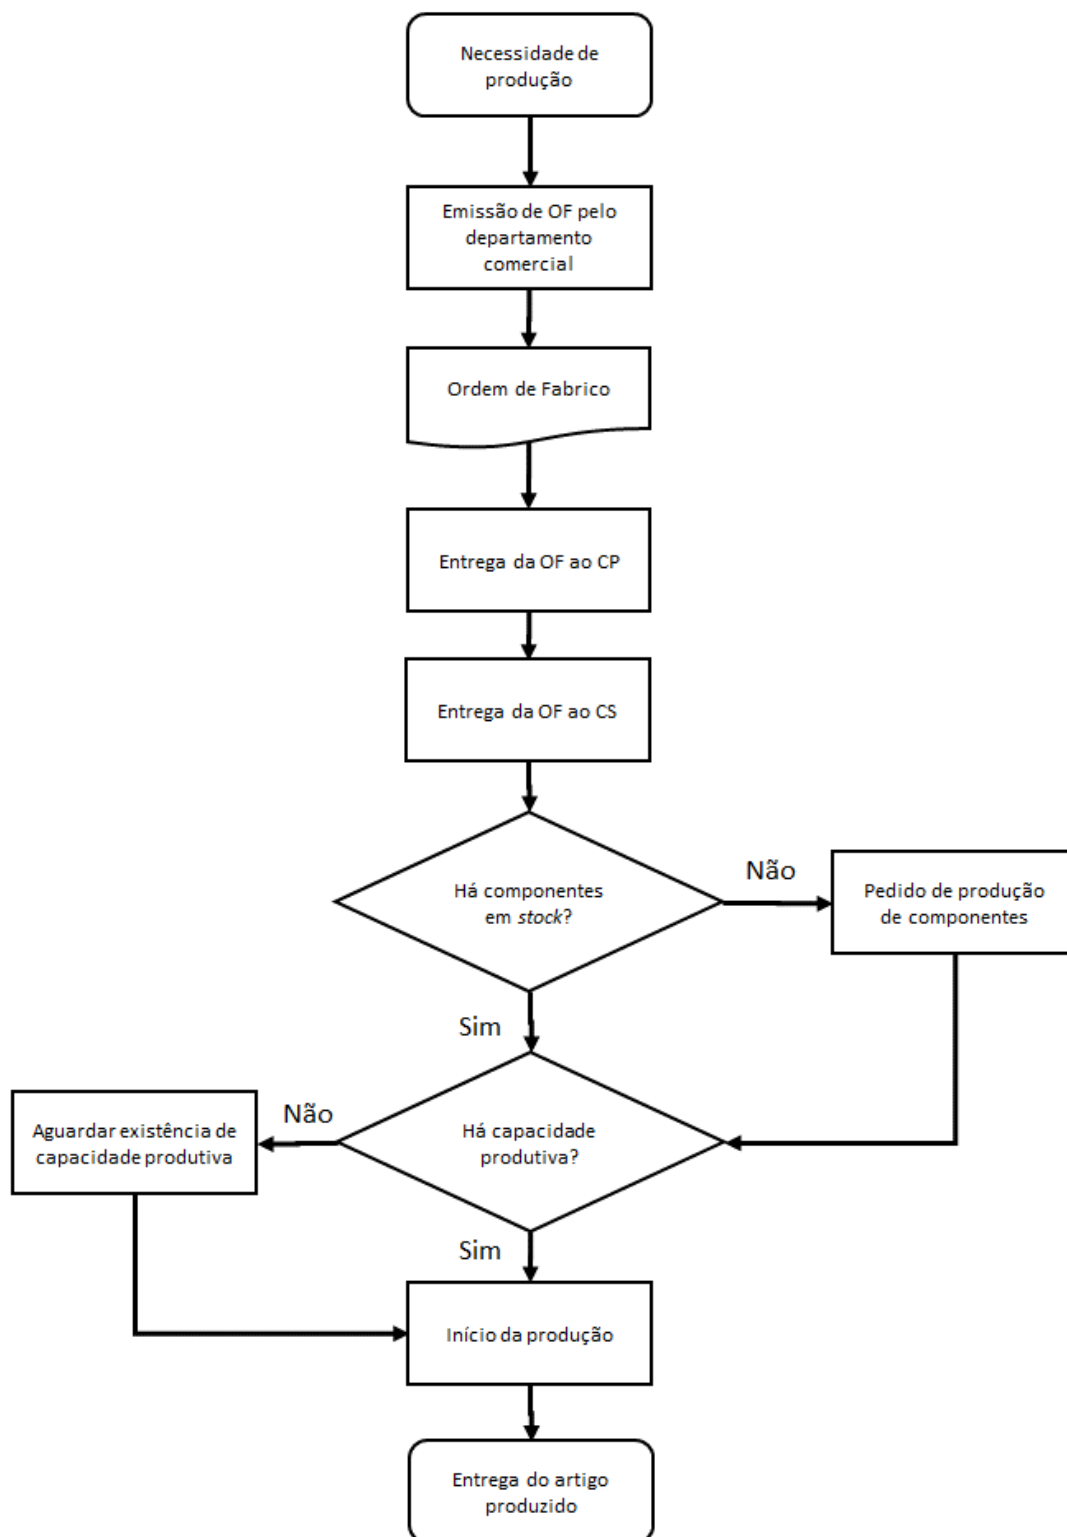 Necessidade de
produção
Emissão de OF pelo
departamento
comercial
Ordem de Fabrico
Entrega da OF ao CP
Entrega da OF ao CS
Há componentes
em stock?
Não
Pedido de produção
de componentes
Sim
Há capacidade
produtiva?
Não
Aguardar existência de
capacidade produtiva
Sim
Início da produção
Entrega do artigo
produzido